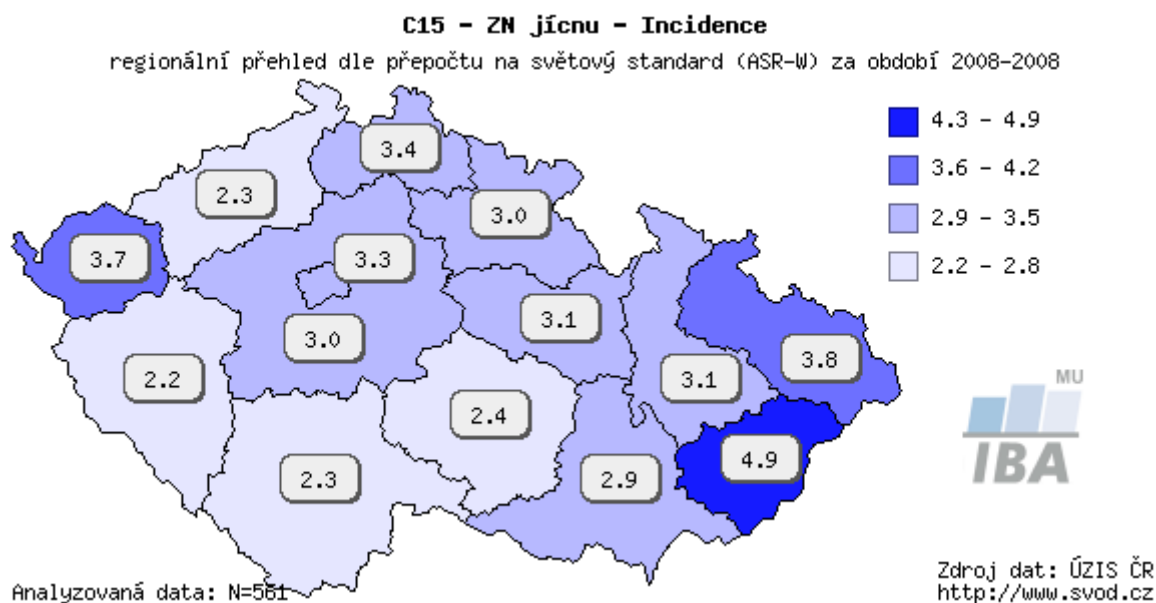 C15 - ZN jícnu - Incidence
regionální přehled dle přepočtu na světový standard (ASR-W) za období 2008-2008
4.3 - 4.9
3.6 - 4.2
2.9 - 3.5
2.2 - 2.8
3.4
2.3
3.0
3.7
3.3
3.1
3.0
3.8
2.2
3.1
2.4
4.9
2.3
2.9
MU
IBA
Analyzovaná data: N=561
Zdroj dat: ÚZIS ČR
http://www.svod.cz